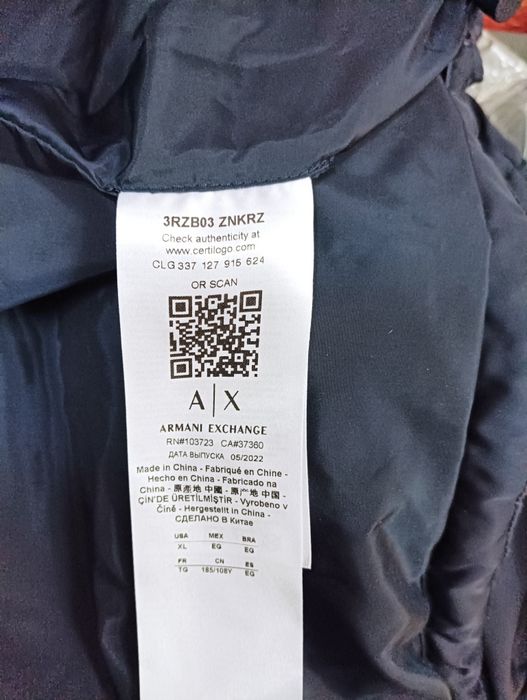 3RZB03 ZNKRZ
Check authenticity at
www.certilogo.com
CLG 337 127 915 624
OR SCAN
A|X
ARMANI EXCHANGE
RN#103723 CA#37360
ДАТА ВЫПУСКА 05/2022
Made in China - Fabriqué en Chine -
Hecho en China - Fabricado na
China - 原產地 中國 - 原产地 中国 -
ÇİN'DE ÜRETİLMİŞTİR - Vyrobeno v
Číně - Hergestellt in China -
СДЕЛАНО В Китае
USA MEX BRA
XL EG EG
FR CN ES
TG 185/108Y EG